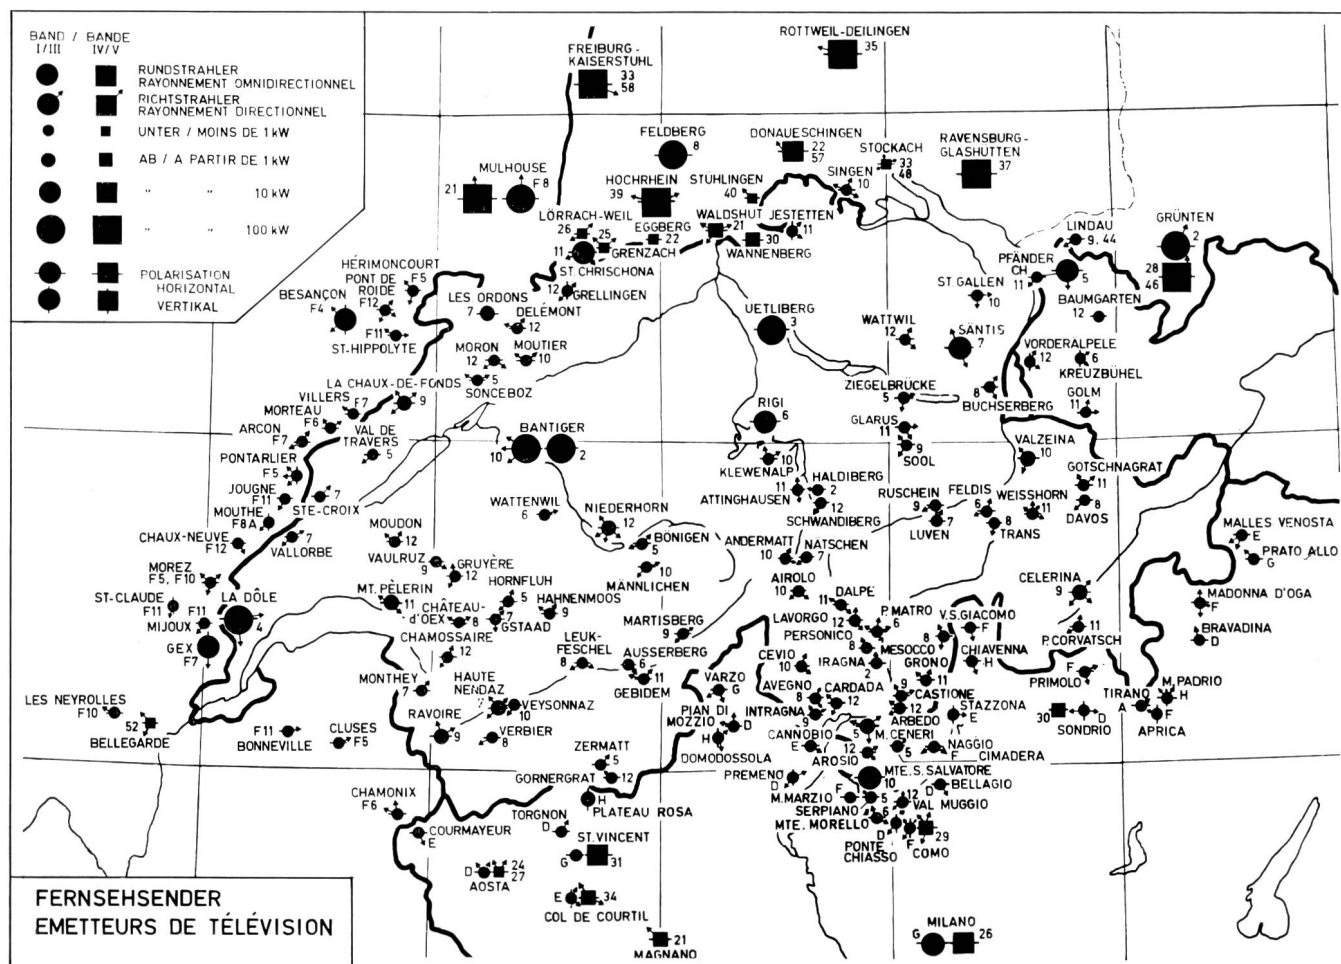 BAND / BANDE
I/III IV/V
RUNDSTRAHLER
RAYONNEMENT OMNIDIRECTIONNEL
RICHTSTRAHLER
RAYONNEMENT DIRECTIONNEL
UNTER / MOINS DE 1 kW
AB / A PARTIR DE 1 kW
" " 10 kW
" " 100 kW
POLARISATION
HORIZONTAL
VERTIKAL
ROTTWEIL-DEILINGEN
35
FREIBURG-
KAISERSTUHL
33
58
FELDBERG
8
DONAUESCHINGEN
22
57
STOCKACH
33
48
RAVENSBURG-
GLASHÜTTEN
37
MULHOUSE
21 F8
HOCHRHEIN
39
STÜHLINGEN
40
SINGEN
10
LÖRRACH-WEIL
26 25
GRENZACH
EGGBERG
22
WALDSHUT
21
JESTETTEN
11
30
WANNENBERG
11
ST. CHRISCHONA
12
GRELLINGEN
LINDAU
9. 44
GRÜNTEN
2
28
46
PFÄNDER
5
CH
11
BAUMGARTEN
12
ST. GALLEN
10
HÉRIMONCOURT
F5
PONT DE
ROIDE
F12
BESANÇON
F4
F11
ST-HIPPOLYTE
LES ORDONS
7
DELÉMONT
12
MORON
12
MOUTIER
10
5
SONCEBOZ
UETLIBERG
3
WATTWIL
12
SÄNTIS
7
VORDERÄLPELE
12
6
KREUZBÜHEL
ZIEGELBRÜCKE
5
8
BUCHSERBERG
GOLM
11
GLARUS
11
9
SOOL
VALZEINA
10
LA CHAUX-DE-FONDS
9
VILLERS
F7
MORTEAU
F6
ARCON
F7
VAL DE
TRAVERS
5
PONTARLIER
F5
JOUGNE
F11
7
STE-CROIX
MOUTHE
F8A
7
VALLORBE
CHAUX-NEUVE
F12
BANTIGER
10 2
RIGI
6
KLEWENALP
10
11
ATTINGHAUSEN
HALDIBERG
2
12
SCHWANDIBERG
WATTENWIL
6
NIEDERHORN
12
BÖNIGEN
5
10
MÄNNLICHEN
ANDERMATT
10
NÄTSCHEN
7
RUSCHEIN
9
7
LUVEN
FELDIS
6
8
TRANS
WEISSHORN
11
GOTSCHNAGRAT
11
8
DAVOS
MALLES VENOSTA
E
PRATO ALLO
G
MOREZ
F5, F10
ST-CLAUDE
F11
F11
MIJOUX
LA DÔLE
4
GEX
F7
MOUDON
12
VAULRUZ
9
GRUYÈRE
12
MT. PÈLERIN
11
CHÂTEAU-
d'OEX
8
HORNFLUH
5
7
GSTAAD
HAHNENMOOS
9
CHAMOSSAIRE
12
MONTHEY
7
MARTISBERG
9
AIROLO
10
DALPE
11
LAVORGO
12
P. MATRO
6
PERSONICO
8
IRAGNA
2
CEVIO
10
V.S. GIACOMO
F
MESOCCO
8
CHIAVENNA
H
GRONO
11
CELERINA
9
11
P. CORVATSCH
MADONNA D'OGA
F
BRAVADINA
D
LEUK-
FESCHEL
8
AUSSERBERG
6
11
GEBIDEM
HAUTE
NENDAZ
7
VEYSONNAZ
10
RAVOIRE
9
VERBIER
8
VARZO
G
PIAN DI
MOZZIO
D
H
DOMODOSSOLA
AVEGNO
8
CARDADA
12
INTRAGNA
9
CASTIONE
9
12
ARBEDO
CANNOBIO
E
5
M. CENERI
12
AROSIO
5
STAZZONA
E
NAGGIO
F
CIMADERA
PRIMOLO
F
30 D
SONDRIO
TIRANO
A
M. PADRIO
H
F
APRICA
LES NEYROLLES
F10
52
BELLEGARDE
F11
BONNEVILLE
CLUSES
F5
ZERMATT
5
GORNERGRAT
12
H
PLATEAU ROSA
CHAMONIX
F6
COURMAYEUR
E
TORGNON
D
ST. VINCENT
G 31
PREMENO
D
MTE. S. SALVATORE
10
F
M. MARZIO
5
SERPIANO
6
MTE. MORELLO
BELLAGIO
D
12
VAL MUGGIO
D
PONTE
CHIASSO
F 29
COMO
D 24
27
AOSTA
E 34
COL DE COURTIL
21
MAGNANO
MILANO
G 26
FERNSEHSENDER
EMETTEURS DE TÉLÉVISION